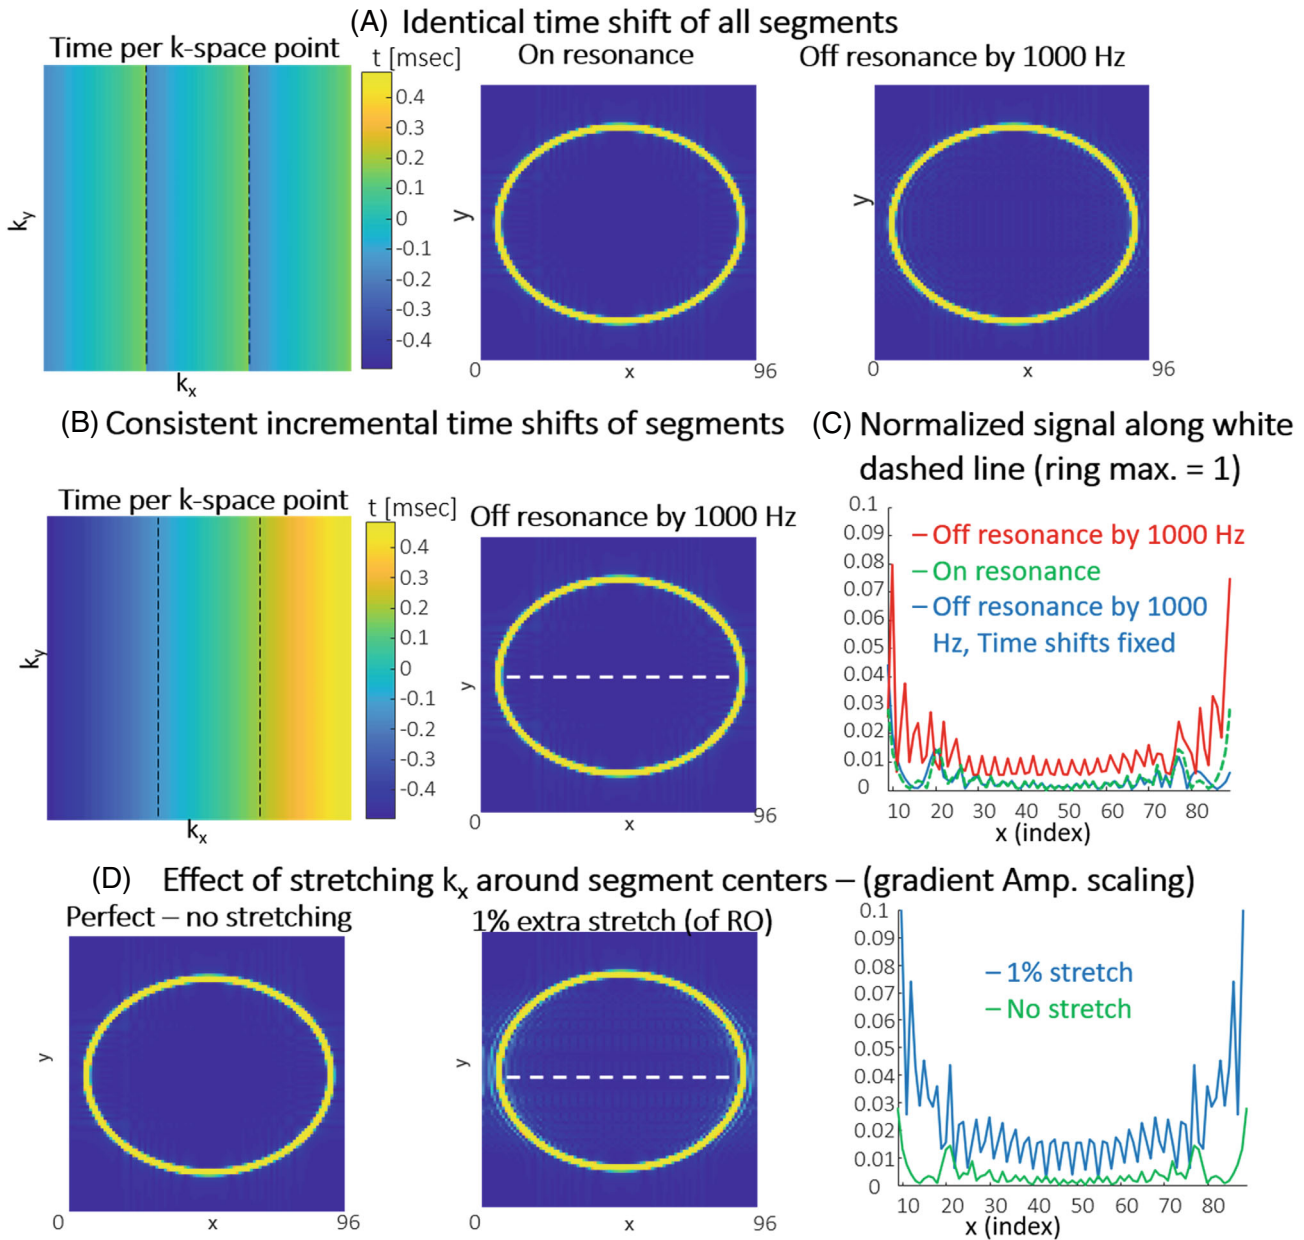 (A) Identical time shift of all segments
Time per k-space point
t [msec]
On resonance
Off resonance by 1000 Hz
0.4
0.3
0.2
0.1
0
-0.1
-0.2
-0.3
-0.4
ky
kx
y
0 x 96
y
0 x 96
(B) Consistent incremental time shifts of segments
Time per k-space point
t [msec]
Off resonance by 1000 Hz
0.4
0.3
0.2
0.1
0
-0.1
-0.2
-0.3
-0.4
ky
kx
y
0 x 96
(C) Normalized signal along white
dashed line (ring max. = 1)
0.1
0.09
0.08
0.07
0.06
0.05
0.04
0.03
0.02
0.01
0
– Off resonance by 1000 Hz
– On resonance
– Off resonance by 1000
Hz, Time shifts fixed
10 20 30 40 50 60 70 80
x (index)
(D) Effect of stretching kx around segment centers – (gradient Amp. scaling)
Perfect – no stretching
y
0 x 96
1% extra stretch (of RO)
y
0 x 96
0.1
0.09
0.08
0.07
0.06
0.05
0.04
0.03
0.02
0.01
0
– 1% stretch
– No stretch
10 20 30 40 50 60 70 80
x (index)